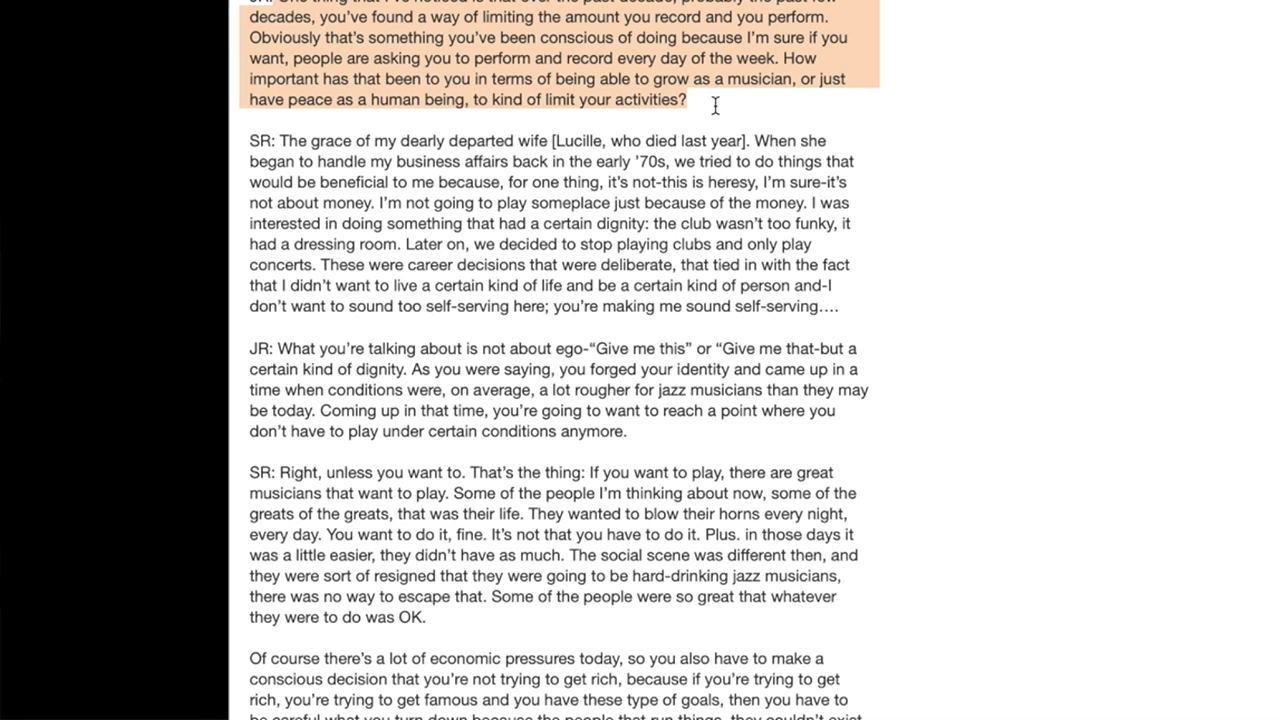 decades, you've found a way of limiting the amount you record and you perform.
Obviously that's something you've been conscious of doing because I'm sure if you
want, people are asking you to perform and record every day of the week. How
important has that been to you in terms of being able to grow as a musician, or just
have peace as a human being, to kind of limit your activities?
SR: The grace of my dearly departed wife [Lucille, who died last year]. When she
began to handle my business affairs back in the early '70s, we tried to do things that
would be beneficial to me because, for one thing, it's not-this is heresy, I'm sure-it's
not about money. I'm not going to play someplace just because of the money. I was
interested in doing something that had a certain dignity: the club wasn't too funky, it
had a dressing room. Later on, we decided to stop playing clubs and only play
concerts. These were career decisions that were deliberate, that tied in with the fact
that I didn't want to live a certain kind of life and be a certain kind of person and-I
don't want to sound too self-serving here; you're making me sound self-serving….
JR: What you're talking about is not about ego-“Give me this” or “Give me that-but a
certain kind of dignity. As you were saying, you forged your identity and came up in a
time when conditions were, on average, a lot rougher for jazz musicians than they may
be today. Coming up in that time, you're going to want to reach a point where you
don't have to play under certain conditions anymore.
SR: Right, unless you want to. That's the thing: If you want to play, there are great
musicians that want to play. Some of the people I'm thinking about now, some of the
greats of the greats, that was their life. They wanted to blow their horns every night,
every day. You want to do it, fine. It's not that you have to do it. Plus. in those days it
was a little easier, they didn't have as much. The social scene was different then, and
they were sort of resigned that they were going to be hard-drinking jazz musicians,
there was no way to escape that. Some of the people were so great that whatever
they were to do was OK.
Of course there's a lot of economic pressures today, so you also have to make a
conscious decision that you're not trying to get rich, because if you're trying to get
rich, you're trying to get famous and you have these type of goals, then you have to
be careful what you turn down because the people that run things, they couldn't exist